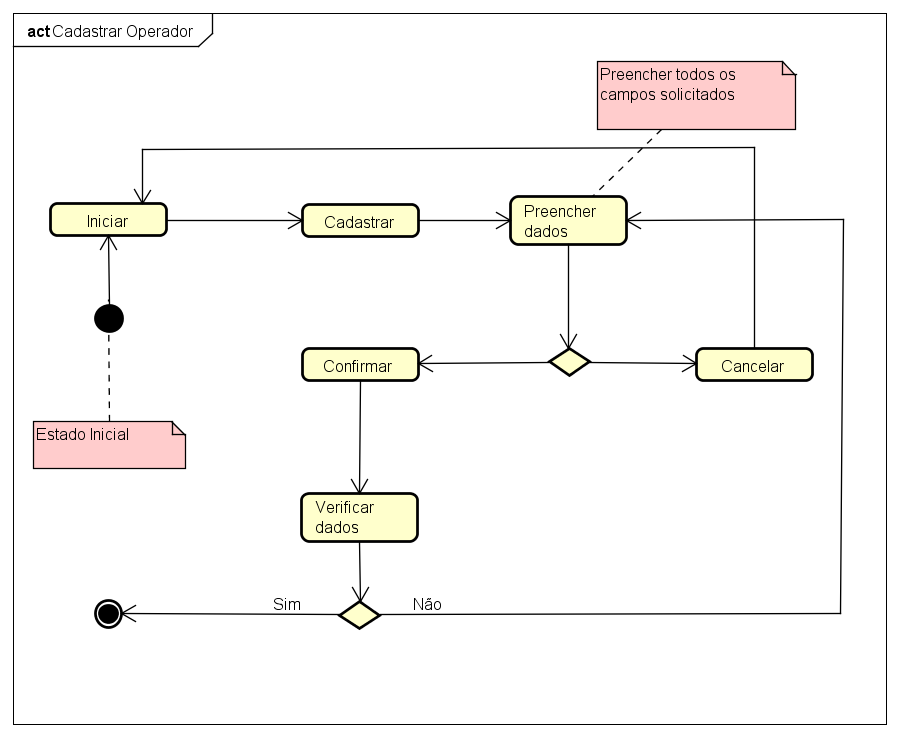 act Cadastrar Operador
Preencher todos os
campos solicitados
Iniciar
Cadastrar
Preencher
dados
Confirmar
Cancelar
Estado Inicial
Verificar
dados
Sim
Não